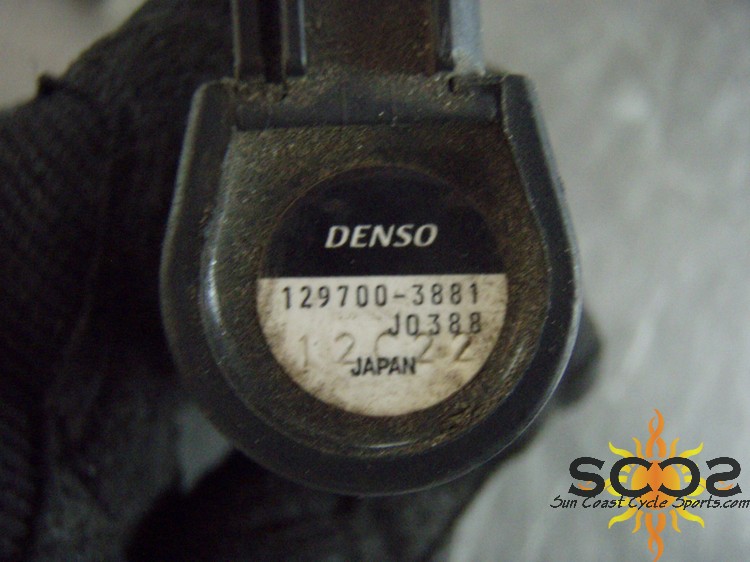 DENSO
129700-3881
J0388
12C22
JAPAN
SCCS
Sun Coast Cycle Sports.com